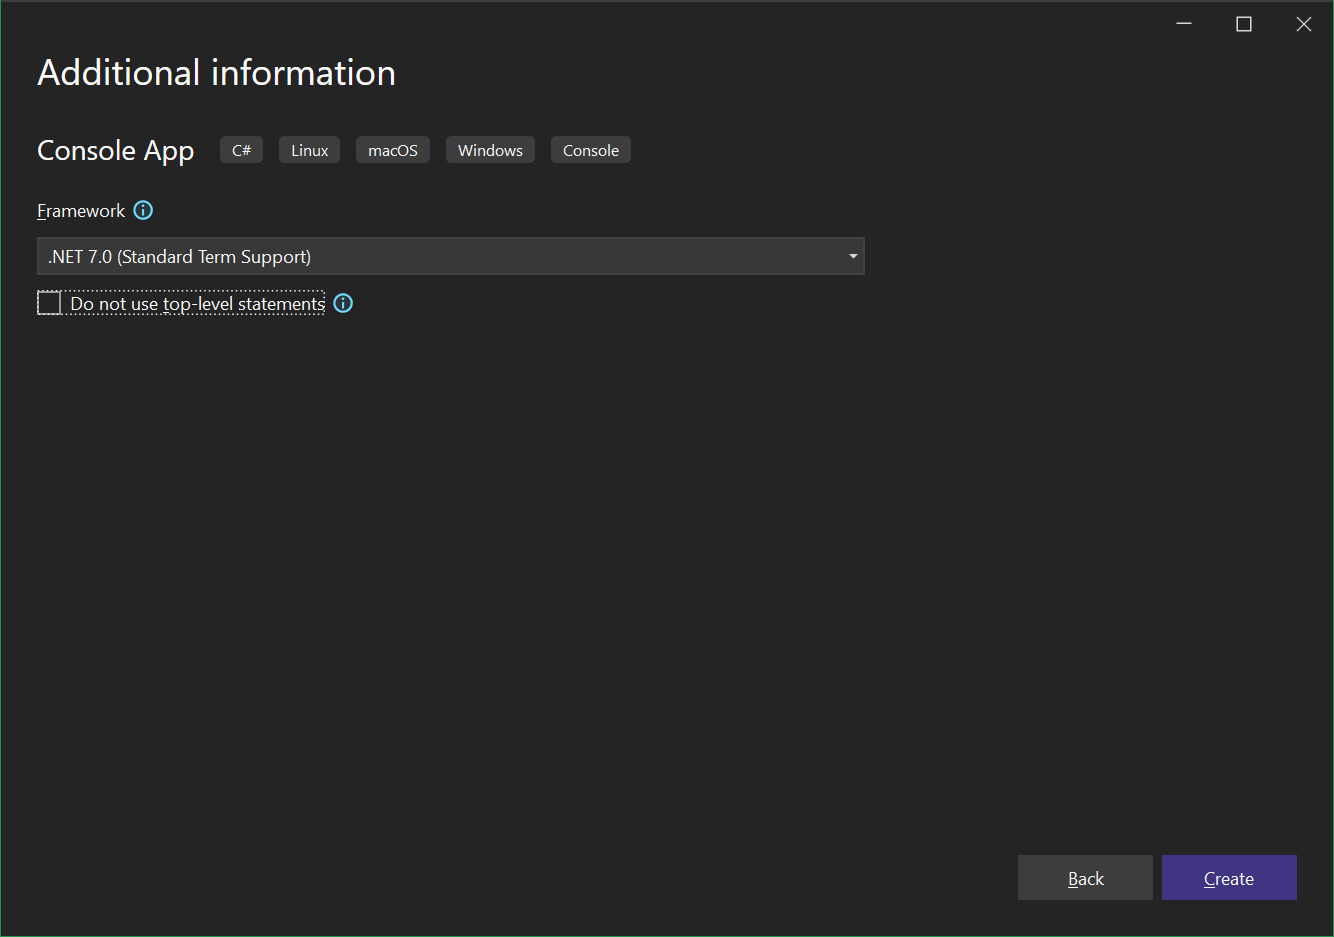 Additional information
Console App C# Linux macOS Windows Console
Framework
.NET 7.0 (Standard Term Support)
Do not use top-level statements
Back Create